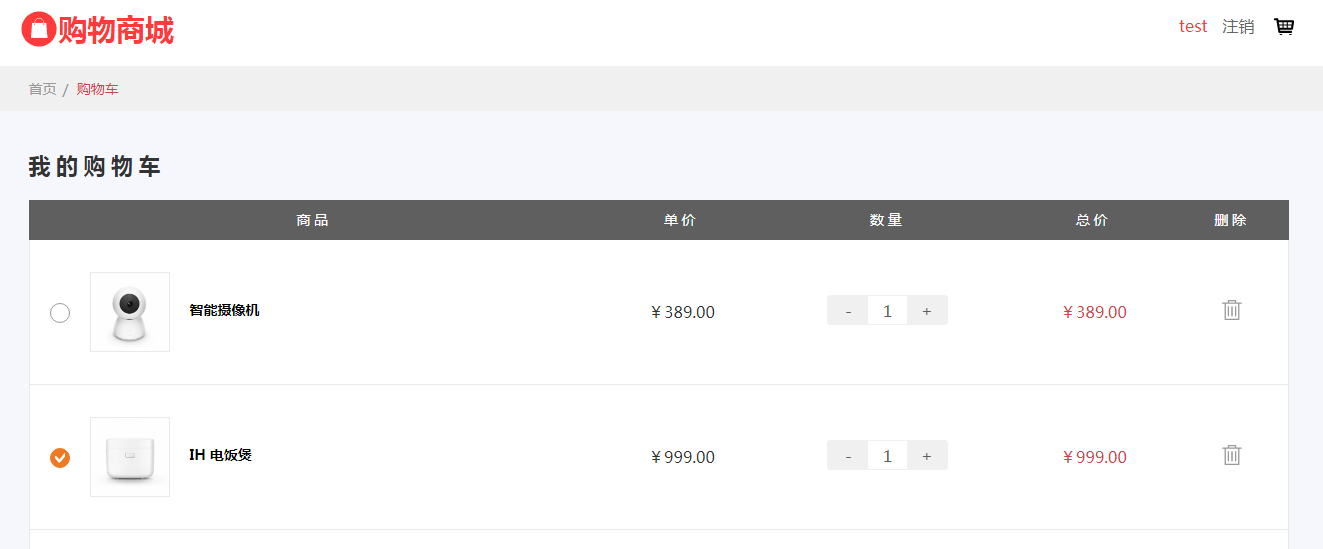 购物商城
test 注销
首页 / 购物车
我的购物车
商品 单价 数量 总价 删除
智能摄像机 ¥389.00 - 1 + ¥389.00
IH 电饭煲 ¥999.00 - 1 + ¥999.00